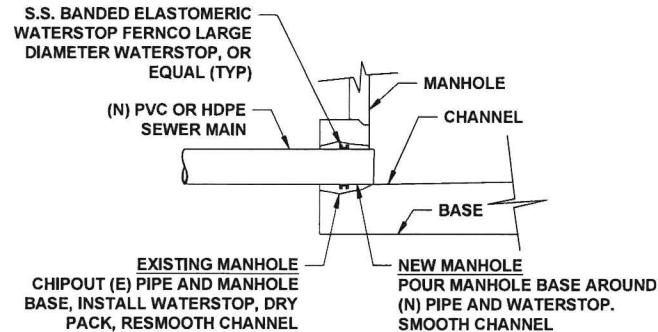 S.S. BANDED ELASTOMERIC
WATERSTOP FERNCO LARGE
DIAMETER WATERSTOP, OR
EQUAL (TYP)
MANHOLE
(N) PVC OR HDPE
SEWER MAIN
CHANNEL
BASE
EXISTING MANHOLE
CHIPOUT (E) PIPE AND MANHOLE
BASE, INSTALL WATERSTOP, DRY
PACK, RESMOOTH CHANNEL
NEW MANHOLE
POUR MANHOLE BASE AROUND
(N) PIPE AND WATERSTOP.
SMOOTH CHANNEL